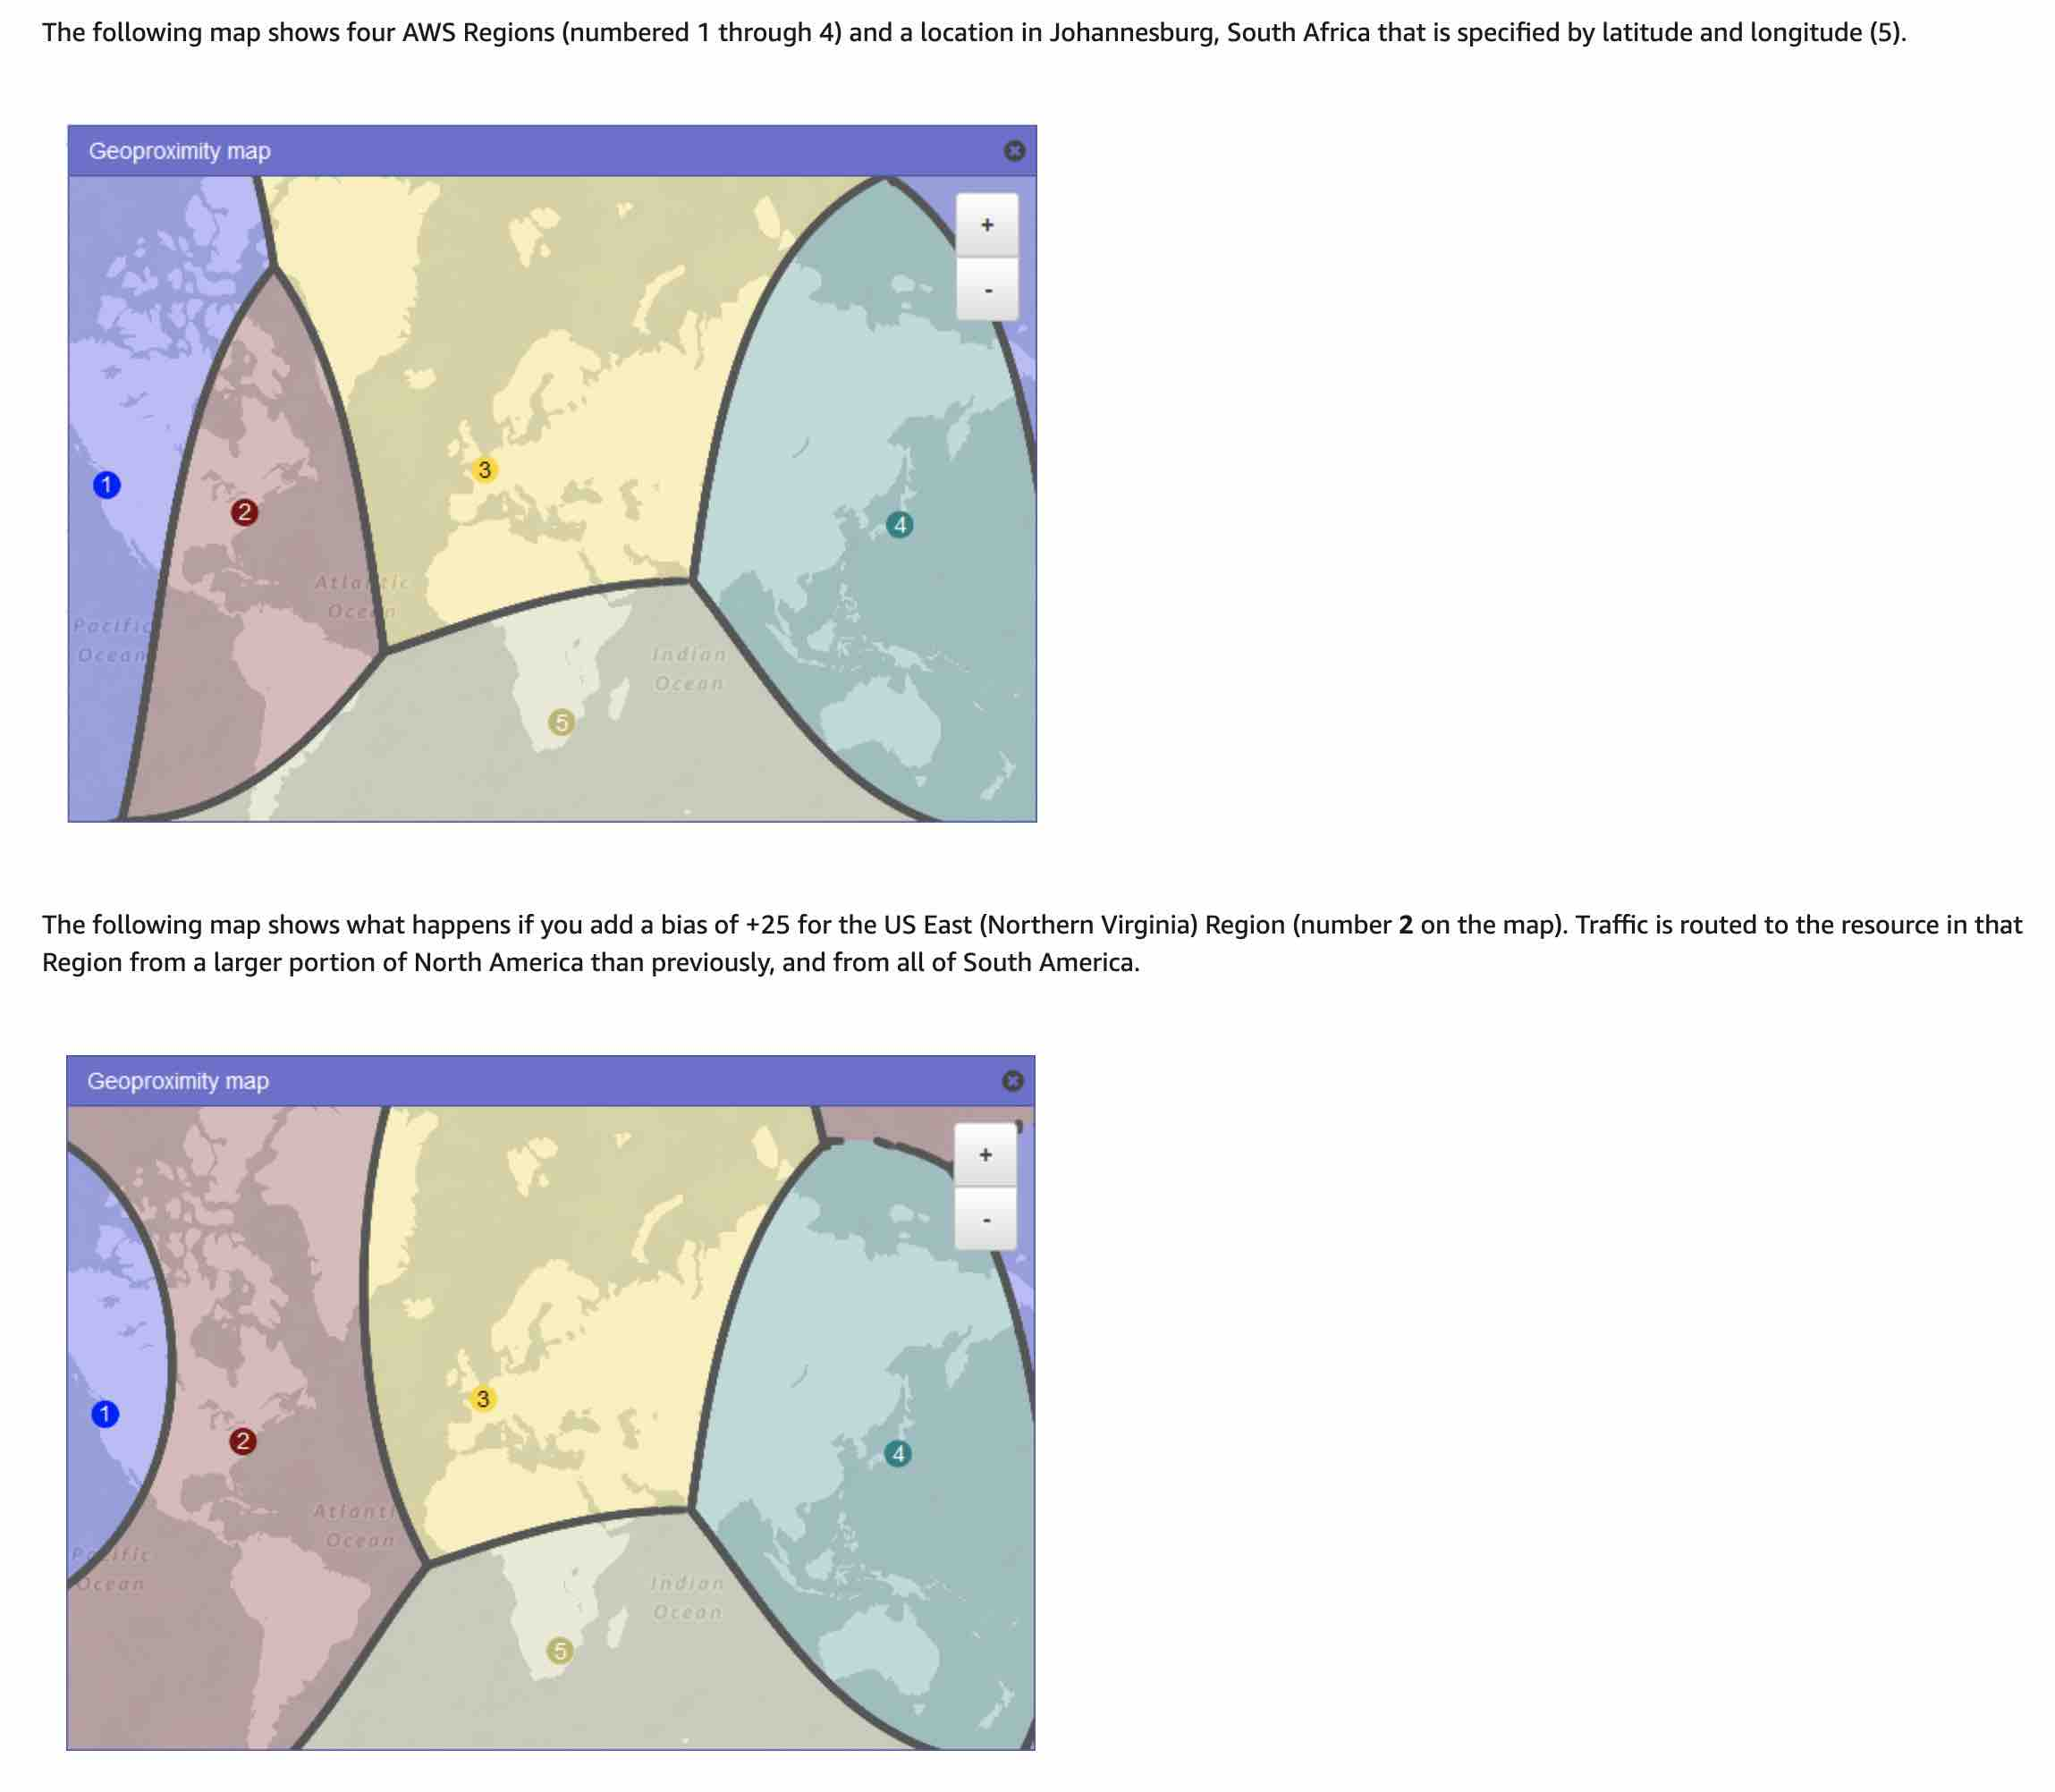 The following map shows four AWS Regions (numbered 1 through 4) and a location in Johannesburg, South Africa that is specified by latitude and longitude (5).
Geoproximity map
+
-
1
2
3
4
5
Atlantic
Ocean
Pacific
Ocean
Indian
Ocean
The following map shows what happens if you add a bias of +25 for the US East (Northern Virginia) Region (number 2 on the map). Traffic is routed to the resource in that
Region from a larger portion of North America than previously, and from all of South America.
Geoproximity map
+
-
3
1
2
4
Atlanti
Ocean
Pacific
Ocean
Indian
Ocean
5